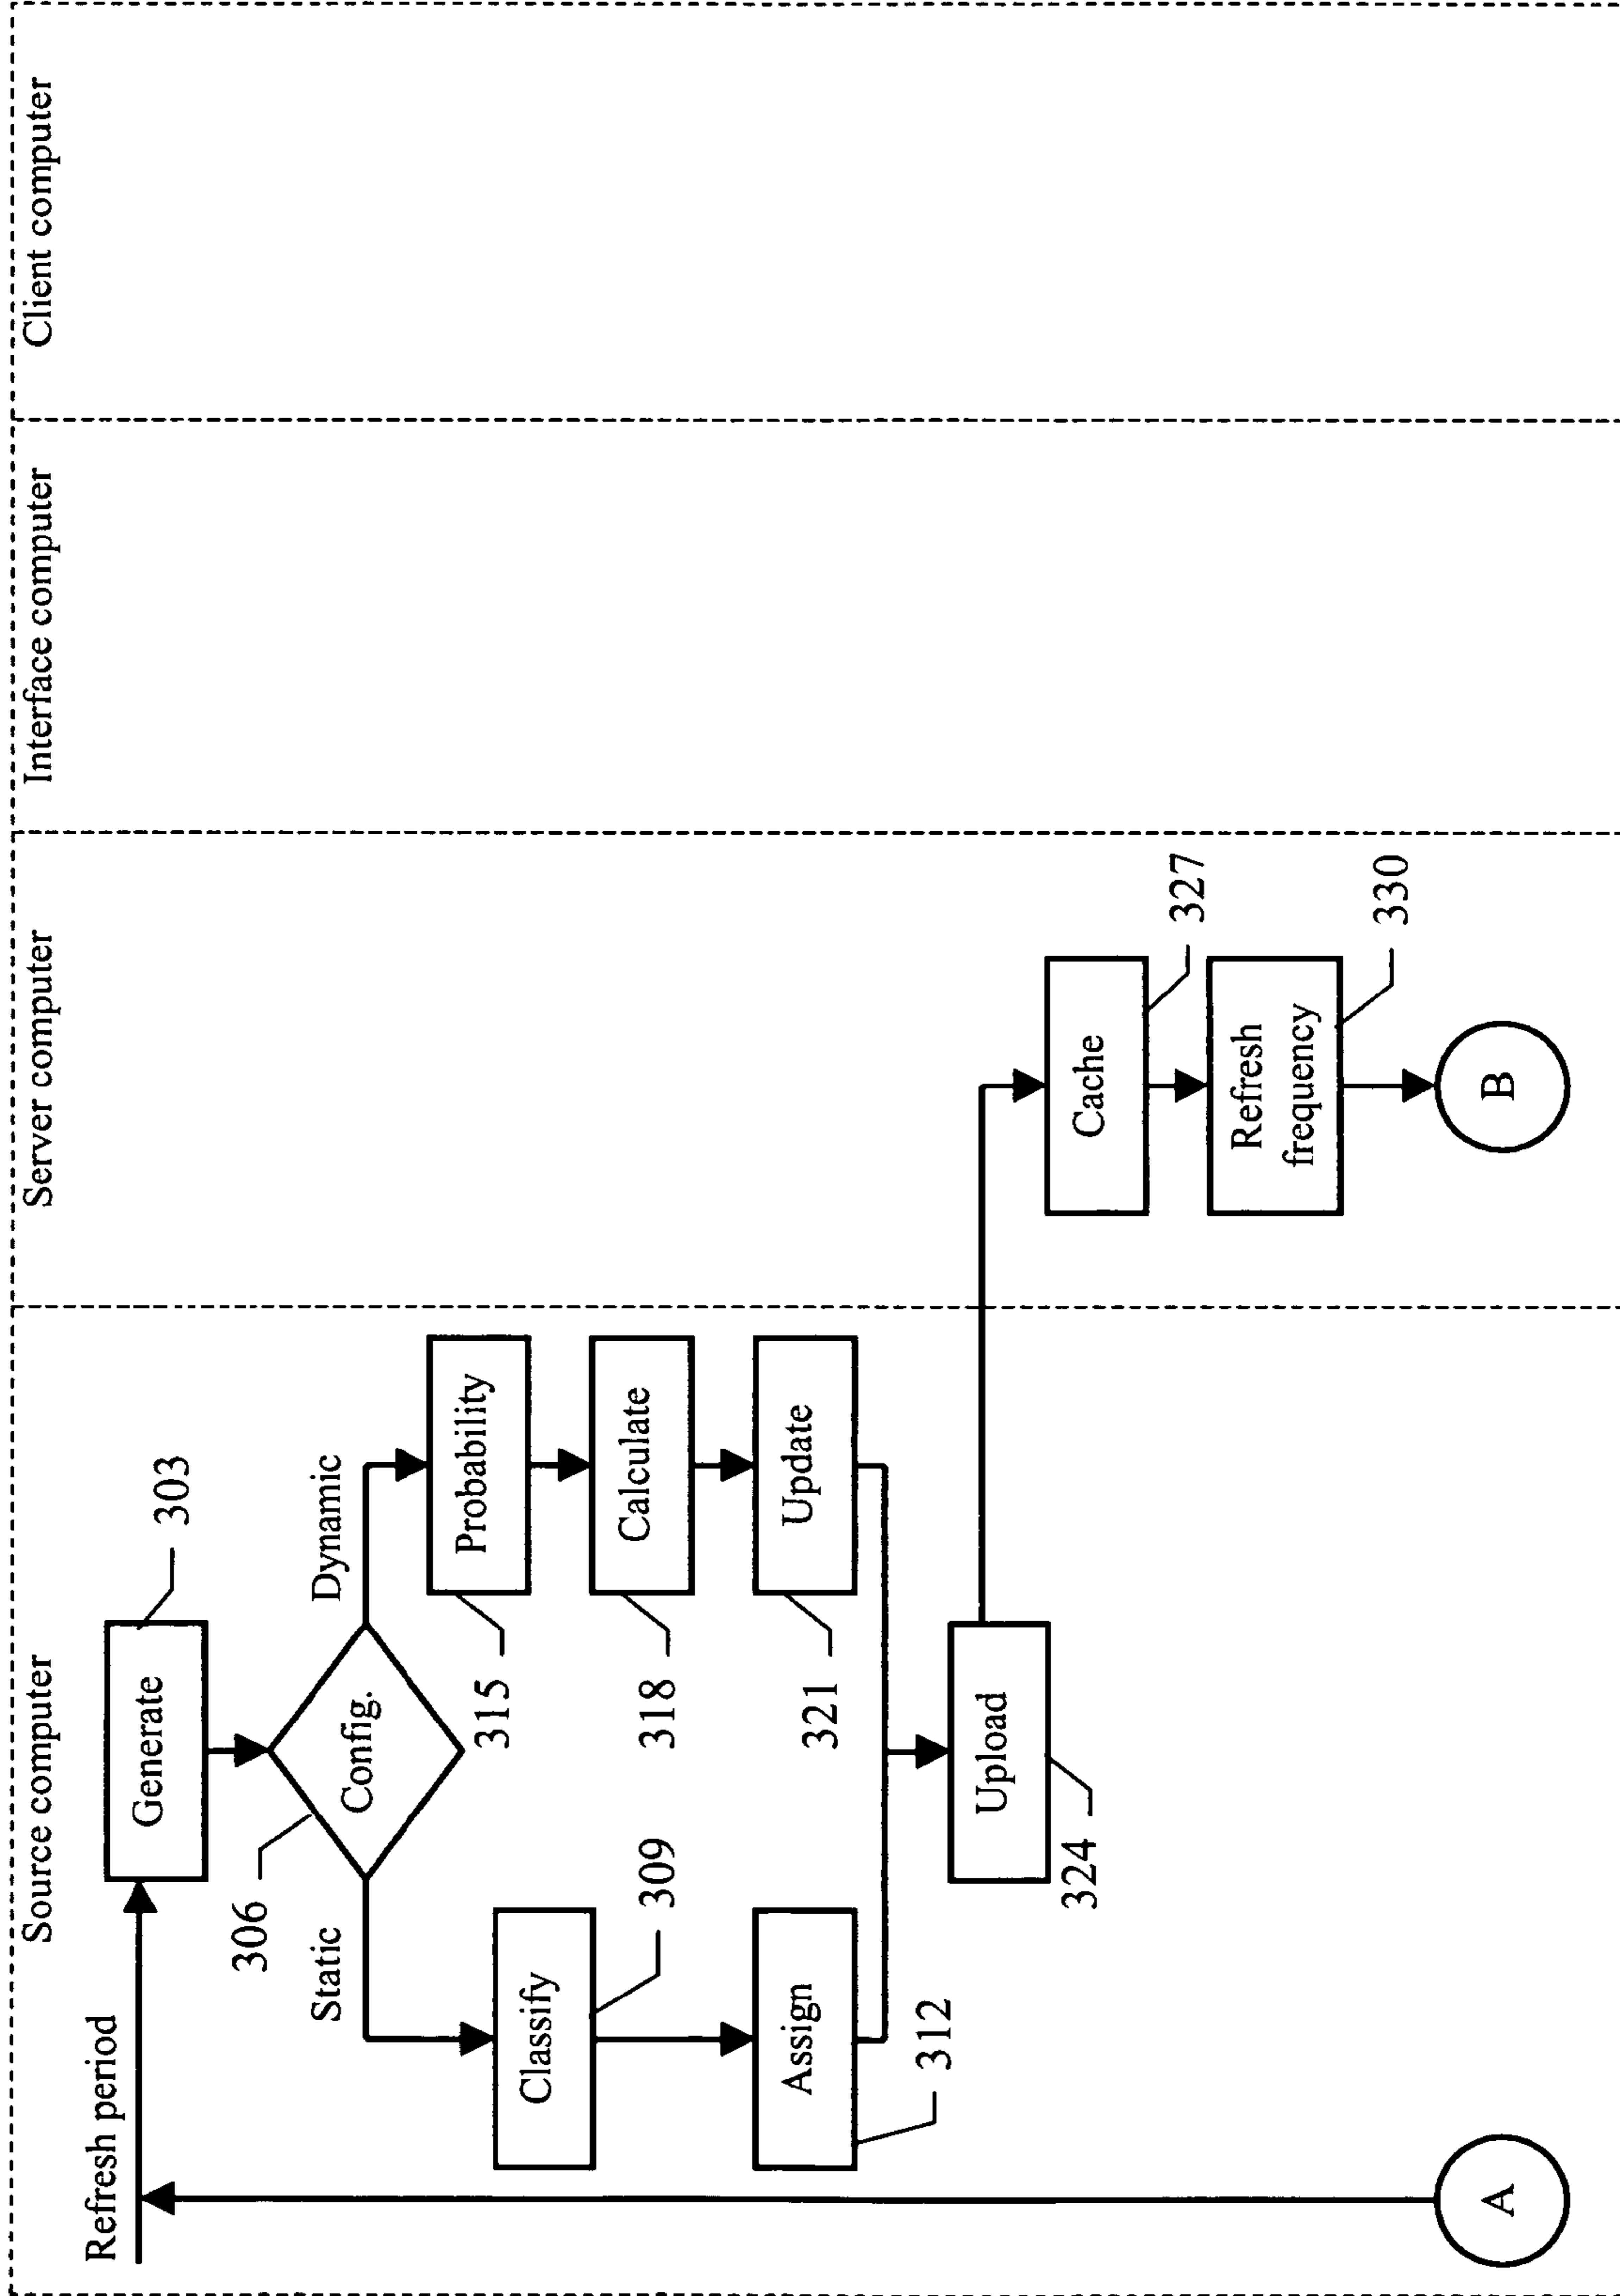 Source computer
Server computer
Interface computer
Client computer
Refresh period
Generate
303
306
Config.
Static
Dynamic
Classify
309
Assign
312
Probability
315
Calculate
318
Update
321
Upload
324
Cache
327
Refresh
frequency
330
A
B